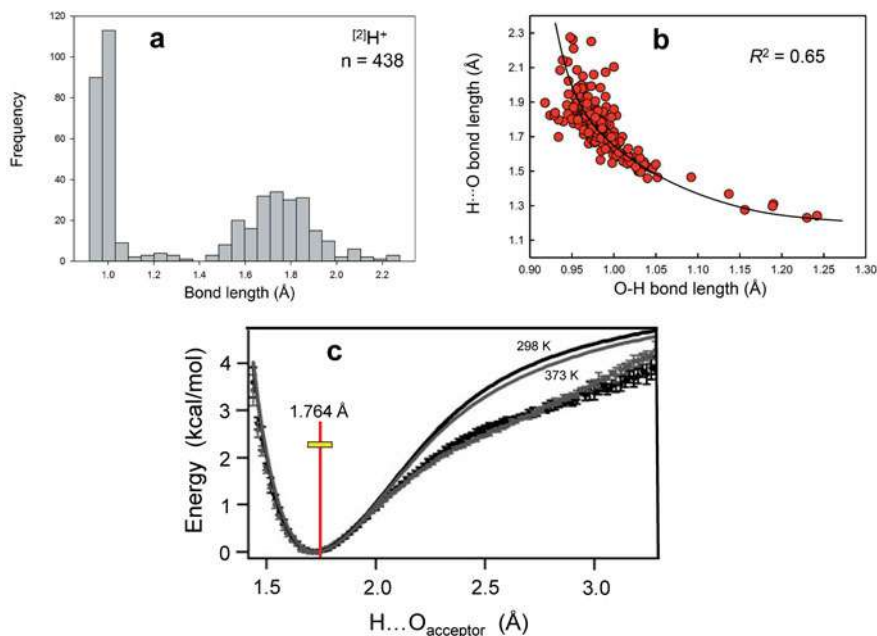 a
[2]H+
n = 438
Frequency
120
100
80
60
40
20
0
1.0
1.2
1.4
1.6
1.8
2.0
2.2
Bond length (Å)
b
R² = 0.65
H···O bond length (Å)
2.3
2.1
1.9
1.7
1.5
1.3
1.1
0.90 0.95 1.00 1.05 1.10 1.15 1.20 1.25 1.30
O-H bond length (Å)
c
298 K
373 K
1.764 Å
Energy (kcal/mol)
4
3
2
1
0
1.5 2.0 2.5 3.0
H...Oacceptor (Å)